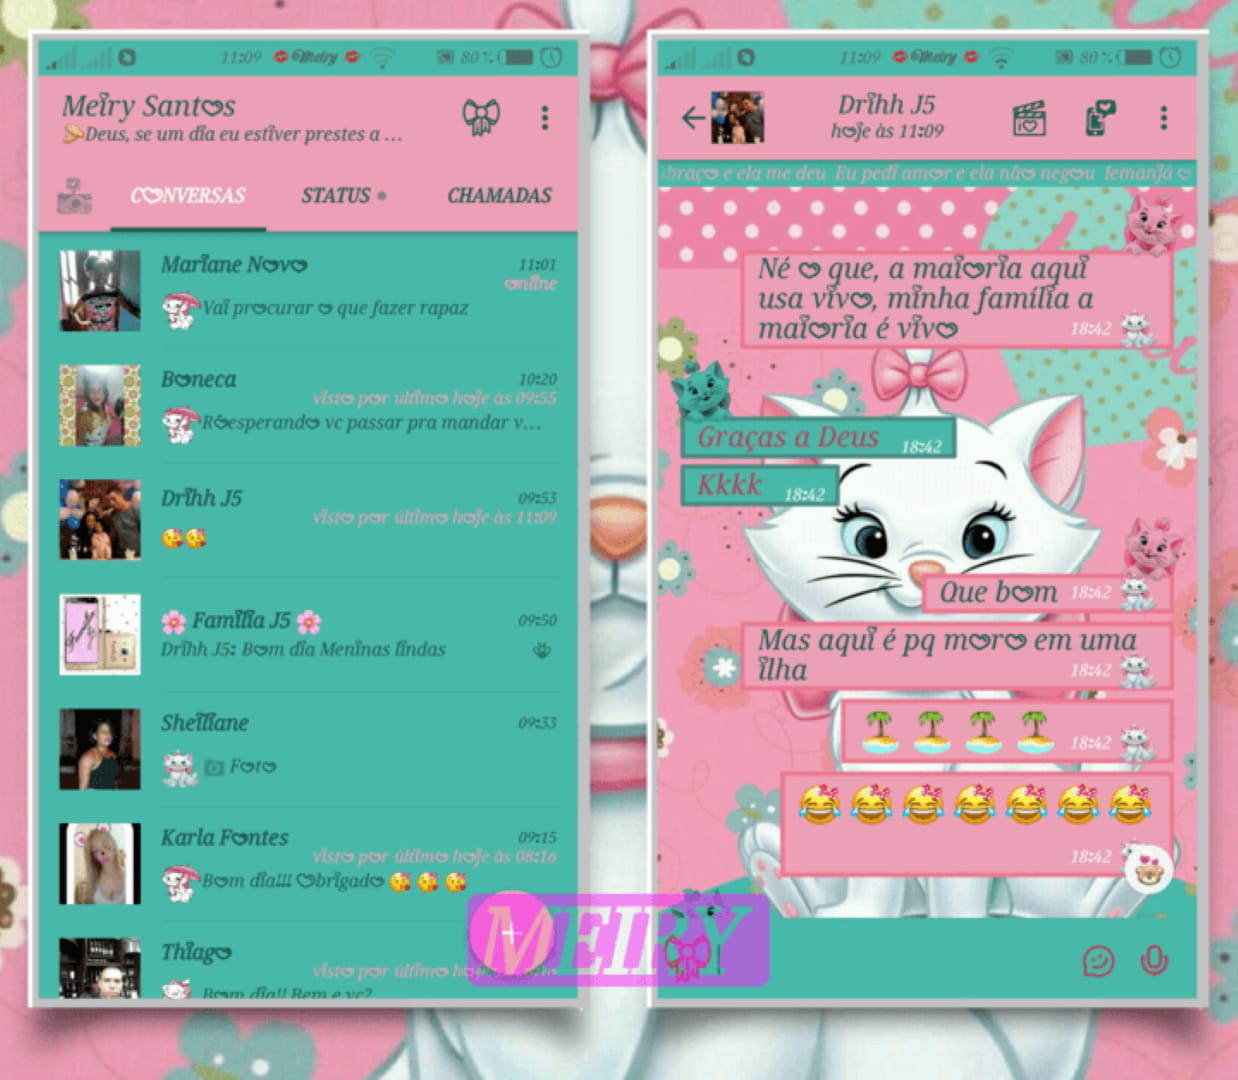 11:09 💋Meiry💋 80%
Meiry Santos
Deus, se um dia eu estiver prestes a ...
CONVERSAS STATUS CHAMADAS
Mariane Novo 11:01
online
Vai procurar o que fazer rapaz
Boneca 10:20
visto por último hoje às 09:55
Rôesperando vc passar pra mandar v...
Drihh J5 09:53
visto por último hoje às 11:09
🥰🥰
🌸 Família J5 🌸 09:50
Drihh J5: Bom dia Meninas lindas
Sheiliane 09:33
Foto
Karla Fontes 09:15
visto por último hoje às 08:16
Bom dia!!! Obrigado 🥰 🥰 🥰
Thiago
visto por último
Bom dia!! Bem e vc?
11:09 💋Meiry💋 80%
Drihh J5
hoje às 11:09
braço e ela me deu Eu pedi amor e ela não negou Iemanjá
Né o que, a maioria aqui
usa vivo, minha família a
maioria é vivo 18:42
Graças a Deus 18:42
Kkkk 18:42
Que bom 18:42
Mas aqui é pq moro em uma
ilha 18:42
🏝️🏝️🏝️🏝️ 18:42
😂😂😂😂😂😂😂
18:42
MEIRY